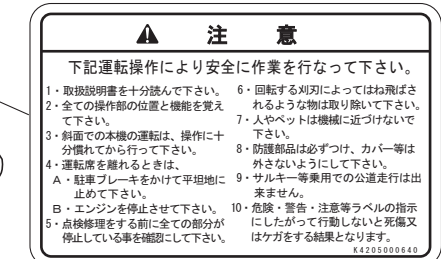 ⚠ 注 意
下記運転操作により安全に作業を行なって下さい。
1・取扱説明書を十分読んで下さい。
2・全ての操作部の位置と機能を覚え
て下さい。
3・斜面での本機の運転は、操作に十
分慣れてから行って下さい。
4・運転席を離れるときは、
A・駐車ブレーキをかけて平坦地に
止めて下さい。
B・エンジンを停止させて下さい。
5・点検修理をする前に全ての部分が
停止している事を確認にして下さい。
6・回転する刈刃によってはね飛ばさ
れるような物は取り除いて下さい。
7・人やペットは機械に近づけないで
下さい。
8・防護部品は必ずつけ、カバー等は
外さないようにして下さい。
9・サルキー等乗用での公道走行は出
来ません。
10・危険・警告・注意等ラベルの指示
にしたがって行動しないと死傷又
はケガをする結果となります。
K4205000640